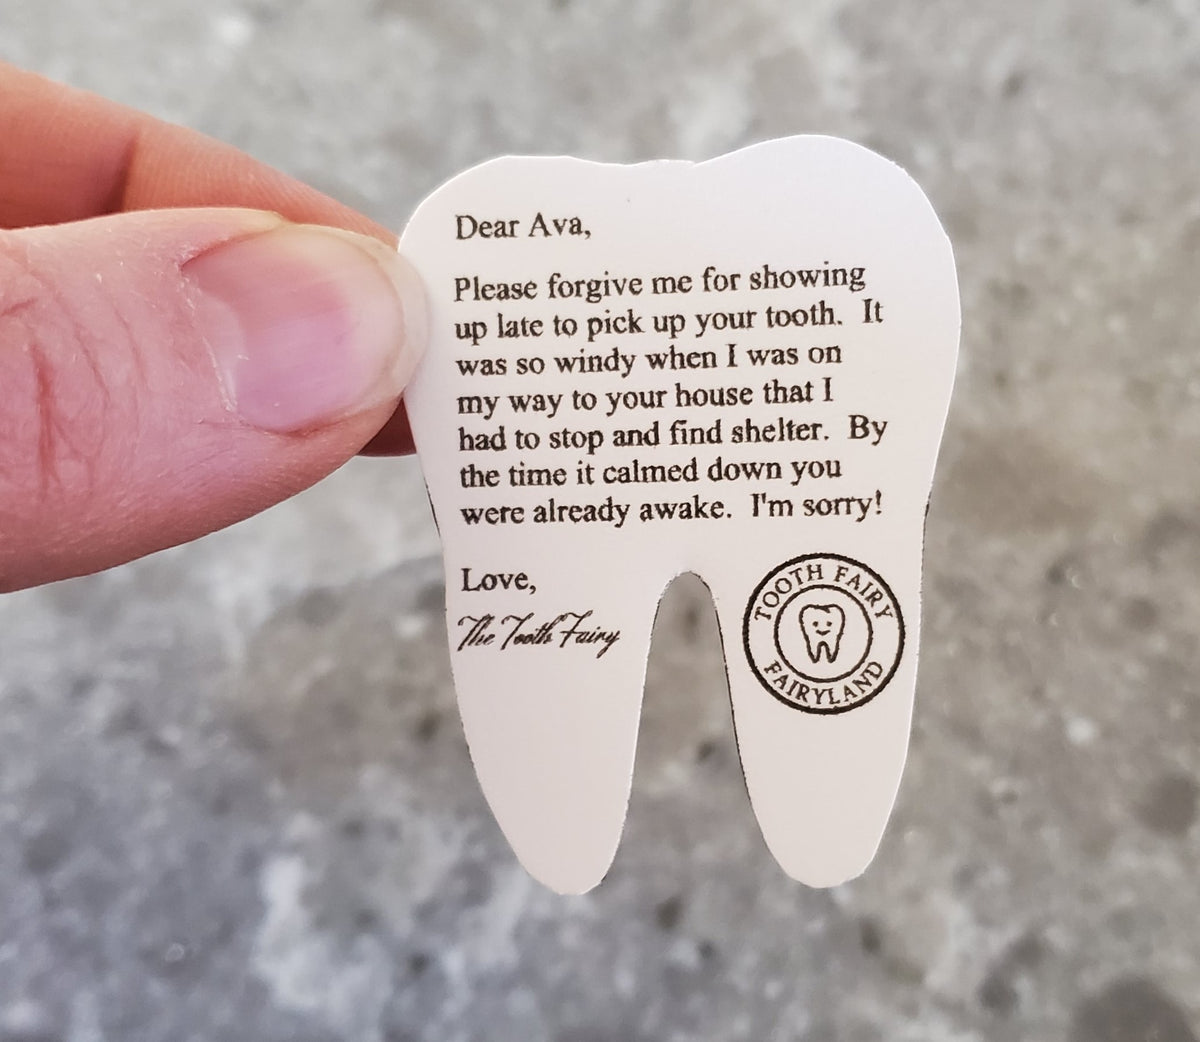 Dear Ava,
Please forgive me for showing
up late to pick up your tooth.  It
was so windy when I was on
my way to your house that I
had to stop and find shelter.  By
the time it calmed down you
were already awake.  I'm sorry!
Love,
The Tooth Fairy
TOOTH FAIRY
FAIRYLAND